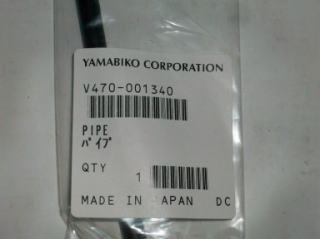 YAMABIKO CORPORATION
V470-001340
PIPE
パイプ
QTY 1
MADE IN JAPAN DC